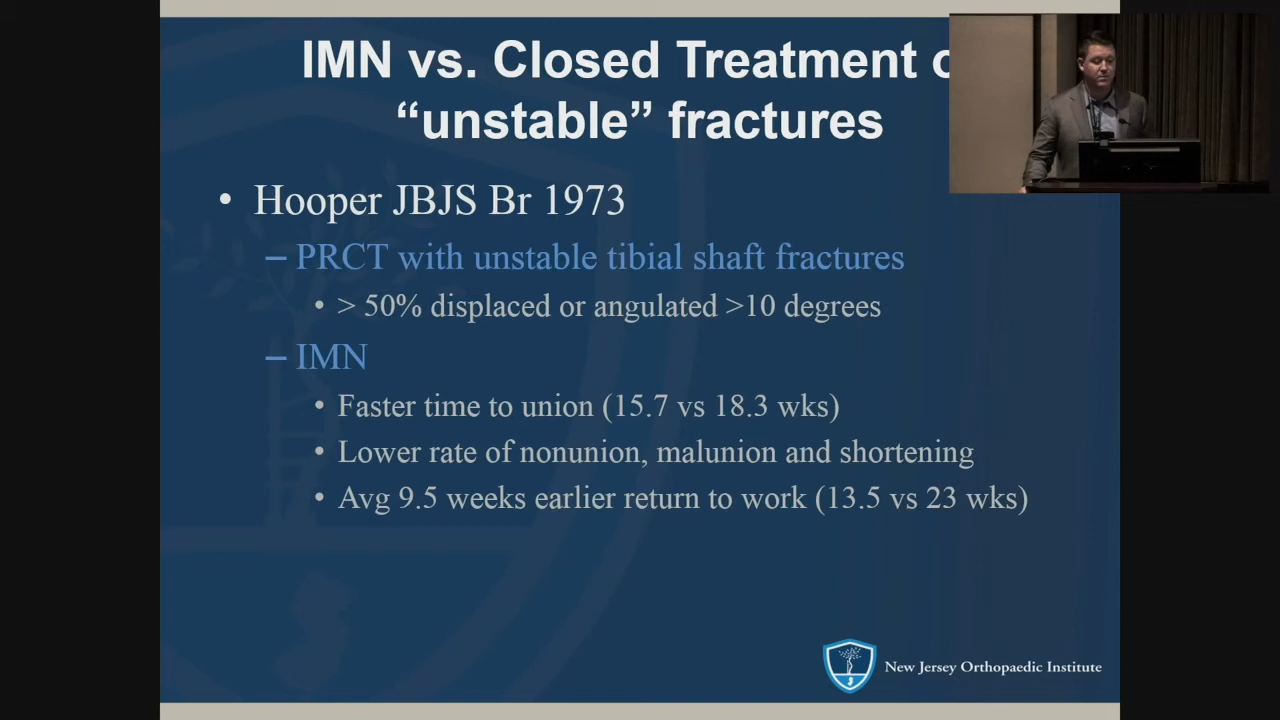 IMN vs. Closed Treatment
“unstable” fractures
• Hooper JBJS Br 1973
– PRCT with unstable tibial shaft fractures
• > 50% displaced or angulated >10 degrees
– IMN
• Faster time to union (15.7 vs 18.3 wks)
• Lower rate of nonunion, malunion and shortening
• Avg 9.5 weeks earlier return to work (13.5 vs 23 wks)
New Jersey Orthopaedic Institute